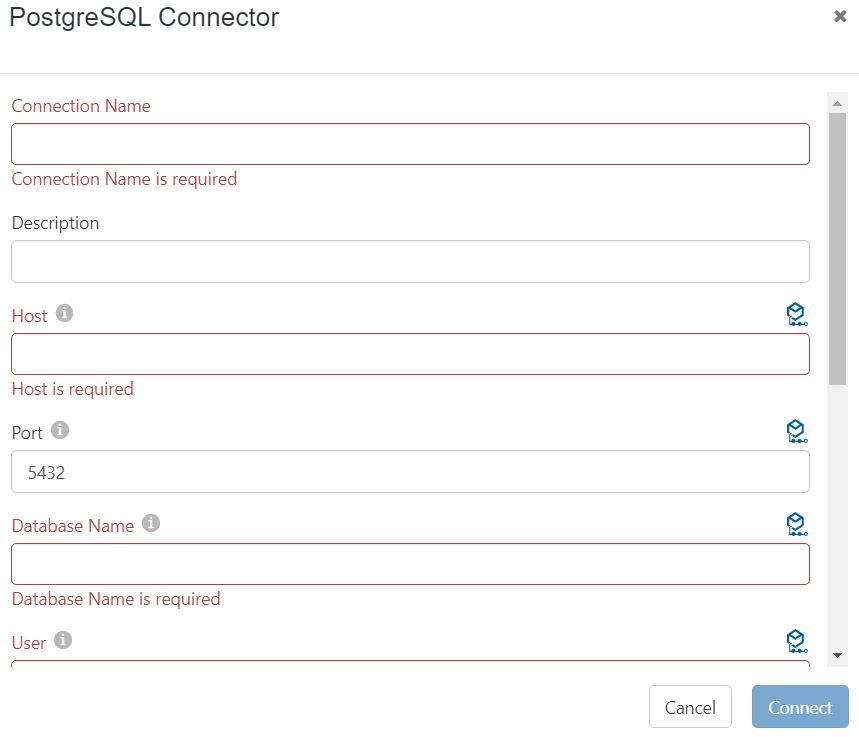 PostgreSQL Connector
Connection Name
Connection Name is required
Description
Host
Host is required
Port
5432
Database Name
Database Name is required
User
Cancel Connect